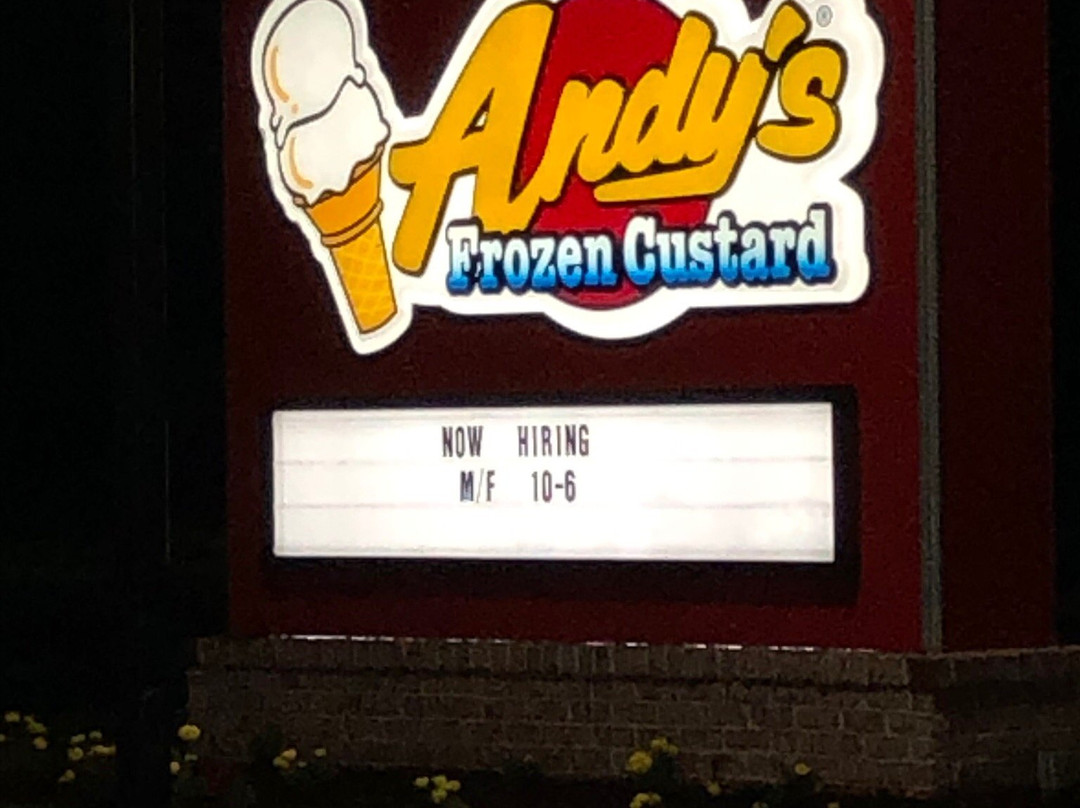 Andy's ®
Frozen Custard
NOW HIRING
M/F 10-6